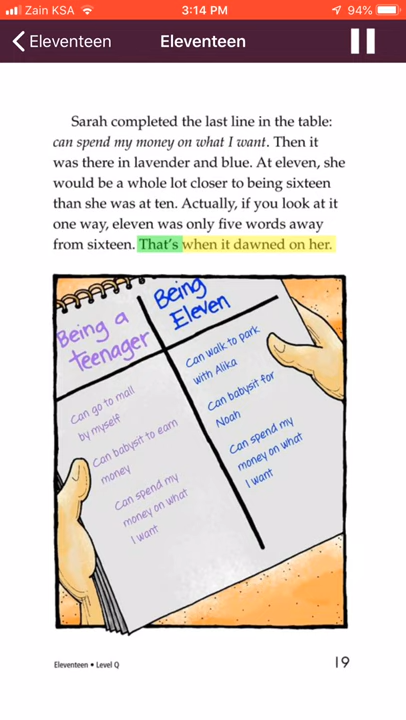 Zain KSA 3:14 PM 94%
Eleventeen Eleventeen
Sarah completed the last line in the table:
can spend my money on what I want. Then it
was there in lavender and blue. At eleven, she
would be a whole lot closer to being sixteen
than she was at ten. Actually, if you look at it
one way, eleven was only five words away
from sixteen. That's when it dawned on her.
Being a
teenager
Can go to mall
by myself
Can babysit to earn
money
Can spend my
money on what
I want
Being
Eleven
Can walk to park
with Alika
Can babysit for
Noah
Can spend my
money on what
I want
Eleventeen • Level Q 19